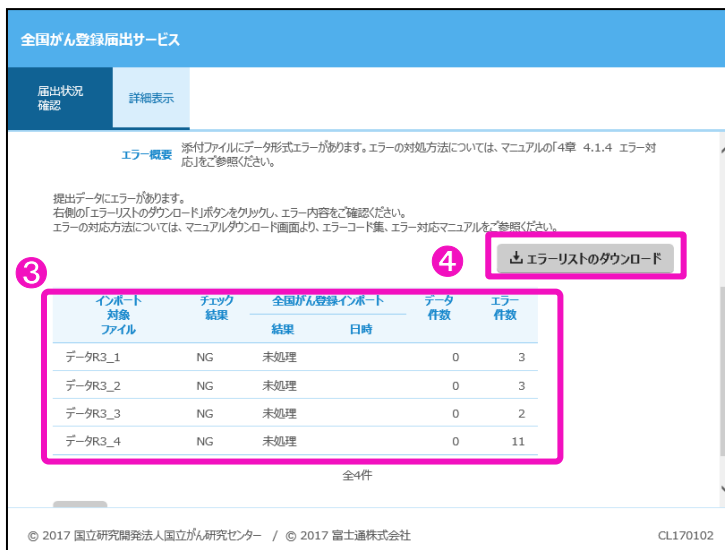 全国がん登録届出サービス
届出状況
確認
詳細表示
エラー概要
添付ファイルにデータ形式エラーがあります。エラーの対処方法については、マニュアルの「4章 4.1.4 エラー対
応」をご参照ください。
提出データにエラーがあります。
右側の「エラーリストのダウンロード」ボタンをクリックし、エラー内容をご確認ください。
エラーの対応方法については、マニュアルダウンロード画面より、エラーコード集、エラー対応マニュアルをご参照ください。
④ エラーリストのダウンロード
③
インポート
対象
ファイル
チェック
結果
全国がん登録インポート
結果 日時
データ
件数
エラー
件数
データR3_1 NG 未処理 0 3
データR3_2 NG 未処理 0 3
データR3_3 NG 未処理 0 2
データR3_4 NG 未処理 0 11
全4件
© 2017 国立研究開発法人国立がん研究センター / © 2017 富士通株式会社 CL170102